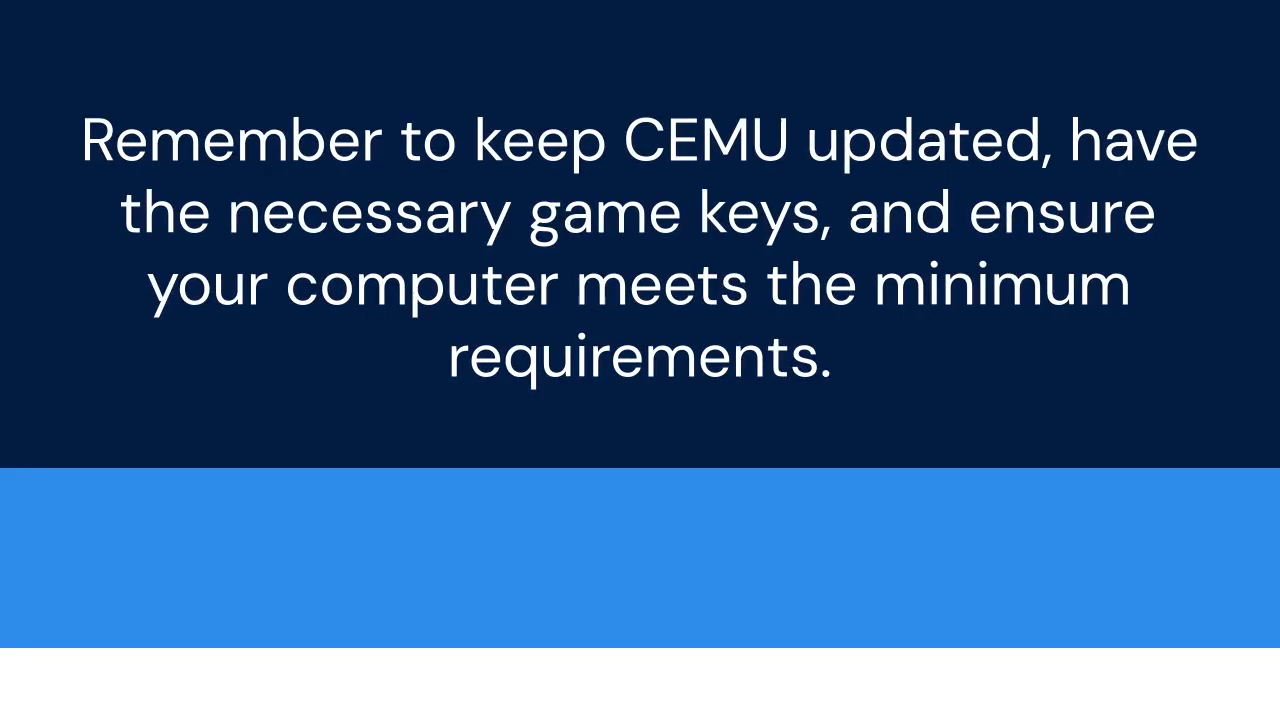 Remember to keep CEMU updated, have
the necessary game keys, and ensure
your computer meets the minimum
requirements.